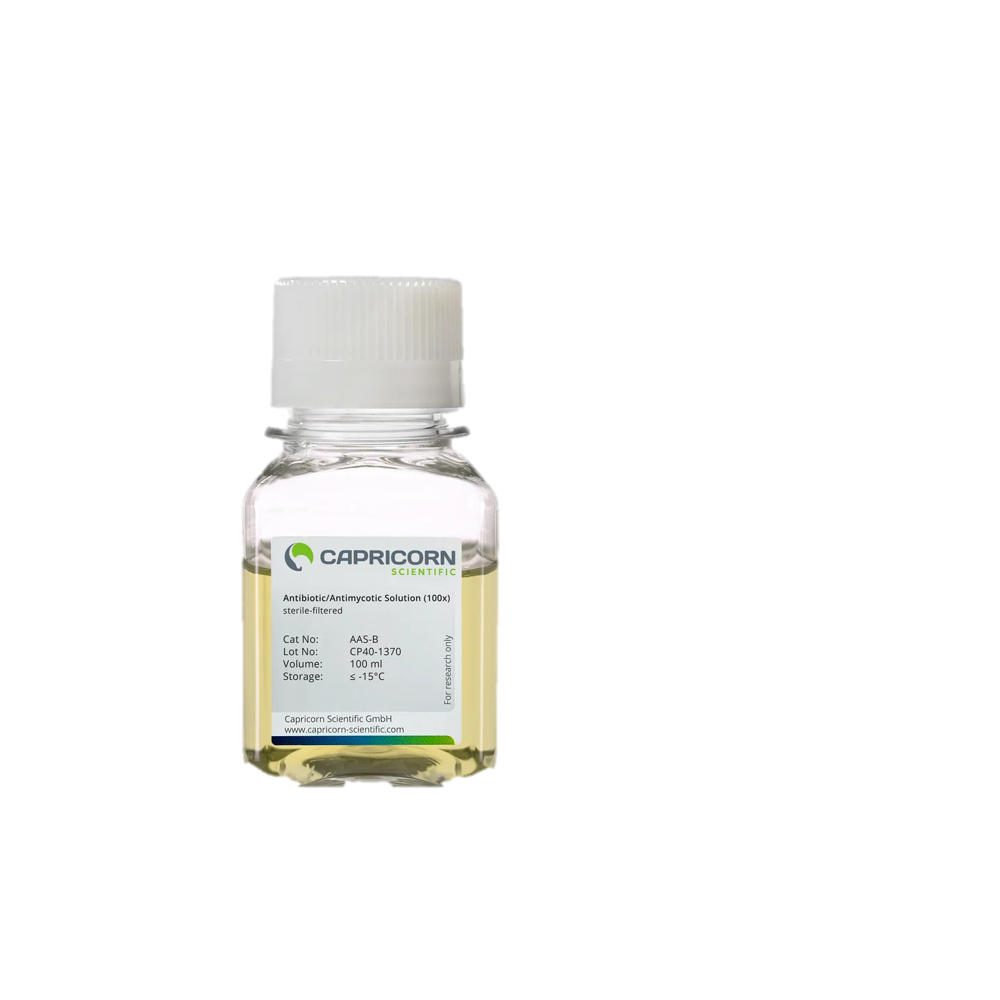 CAPRICORN
SCIENTIFIC
Antibiotic/Antimycotic Solution (100x)
sterile-filtered
Cat No: AAS-B
Lot No: CP40-1370
Volume: 100 ml
Storage: ≤ -15°C
For research only
Capricorn Scientific GmbH
www.capricorn-scientific.com